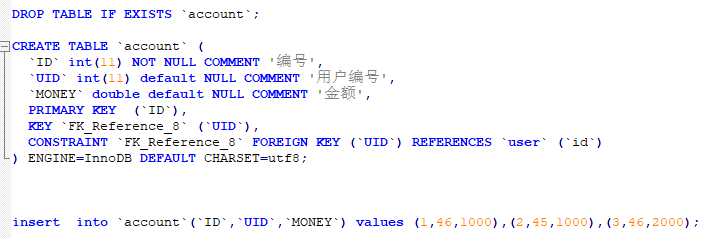 DROP TABLE IF EXISTS `account`;
CREATE TABLE `account` (
`ID` int(11) NOT NULL COMMENT '编号',
`UID` int(11) default NULL COMMENT '用户编号',
`MONEY` double default NULL COMMENT '金额',
PRIMARY KEY  (`ID`),
KEY `FK_Reference_8` (`UID`),
CONSTRAINT `FK_Reference_8` FOREIGN KEY (`UID`) REFERENCES `user` (`id`)
) ENGINE=InnoDB DEFAULT CHARSET=utf8;
insert  into `account`(`ID`,`UID`,`MONEY`) values (1,46,1000),(2,45,1000),(3,46,2000);